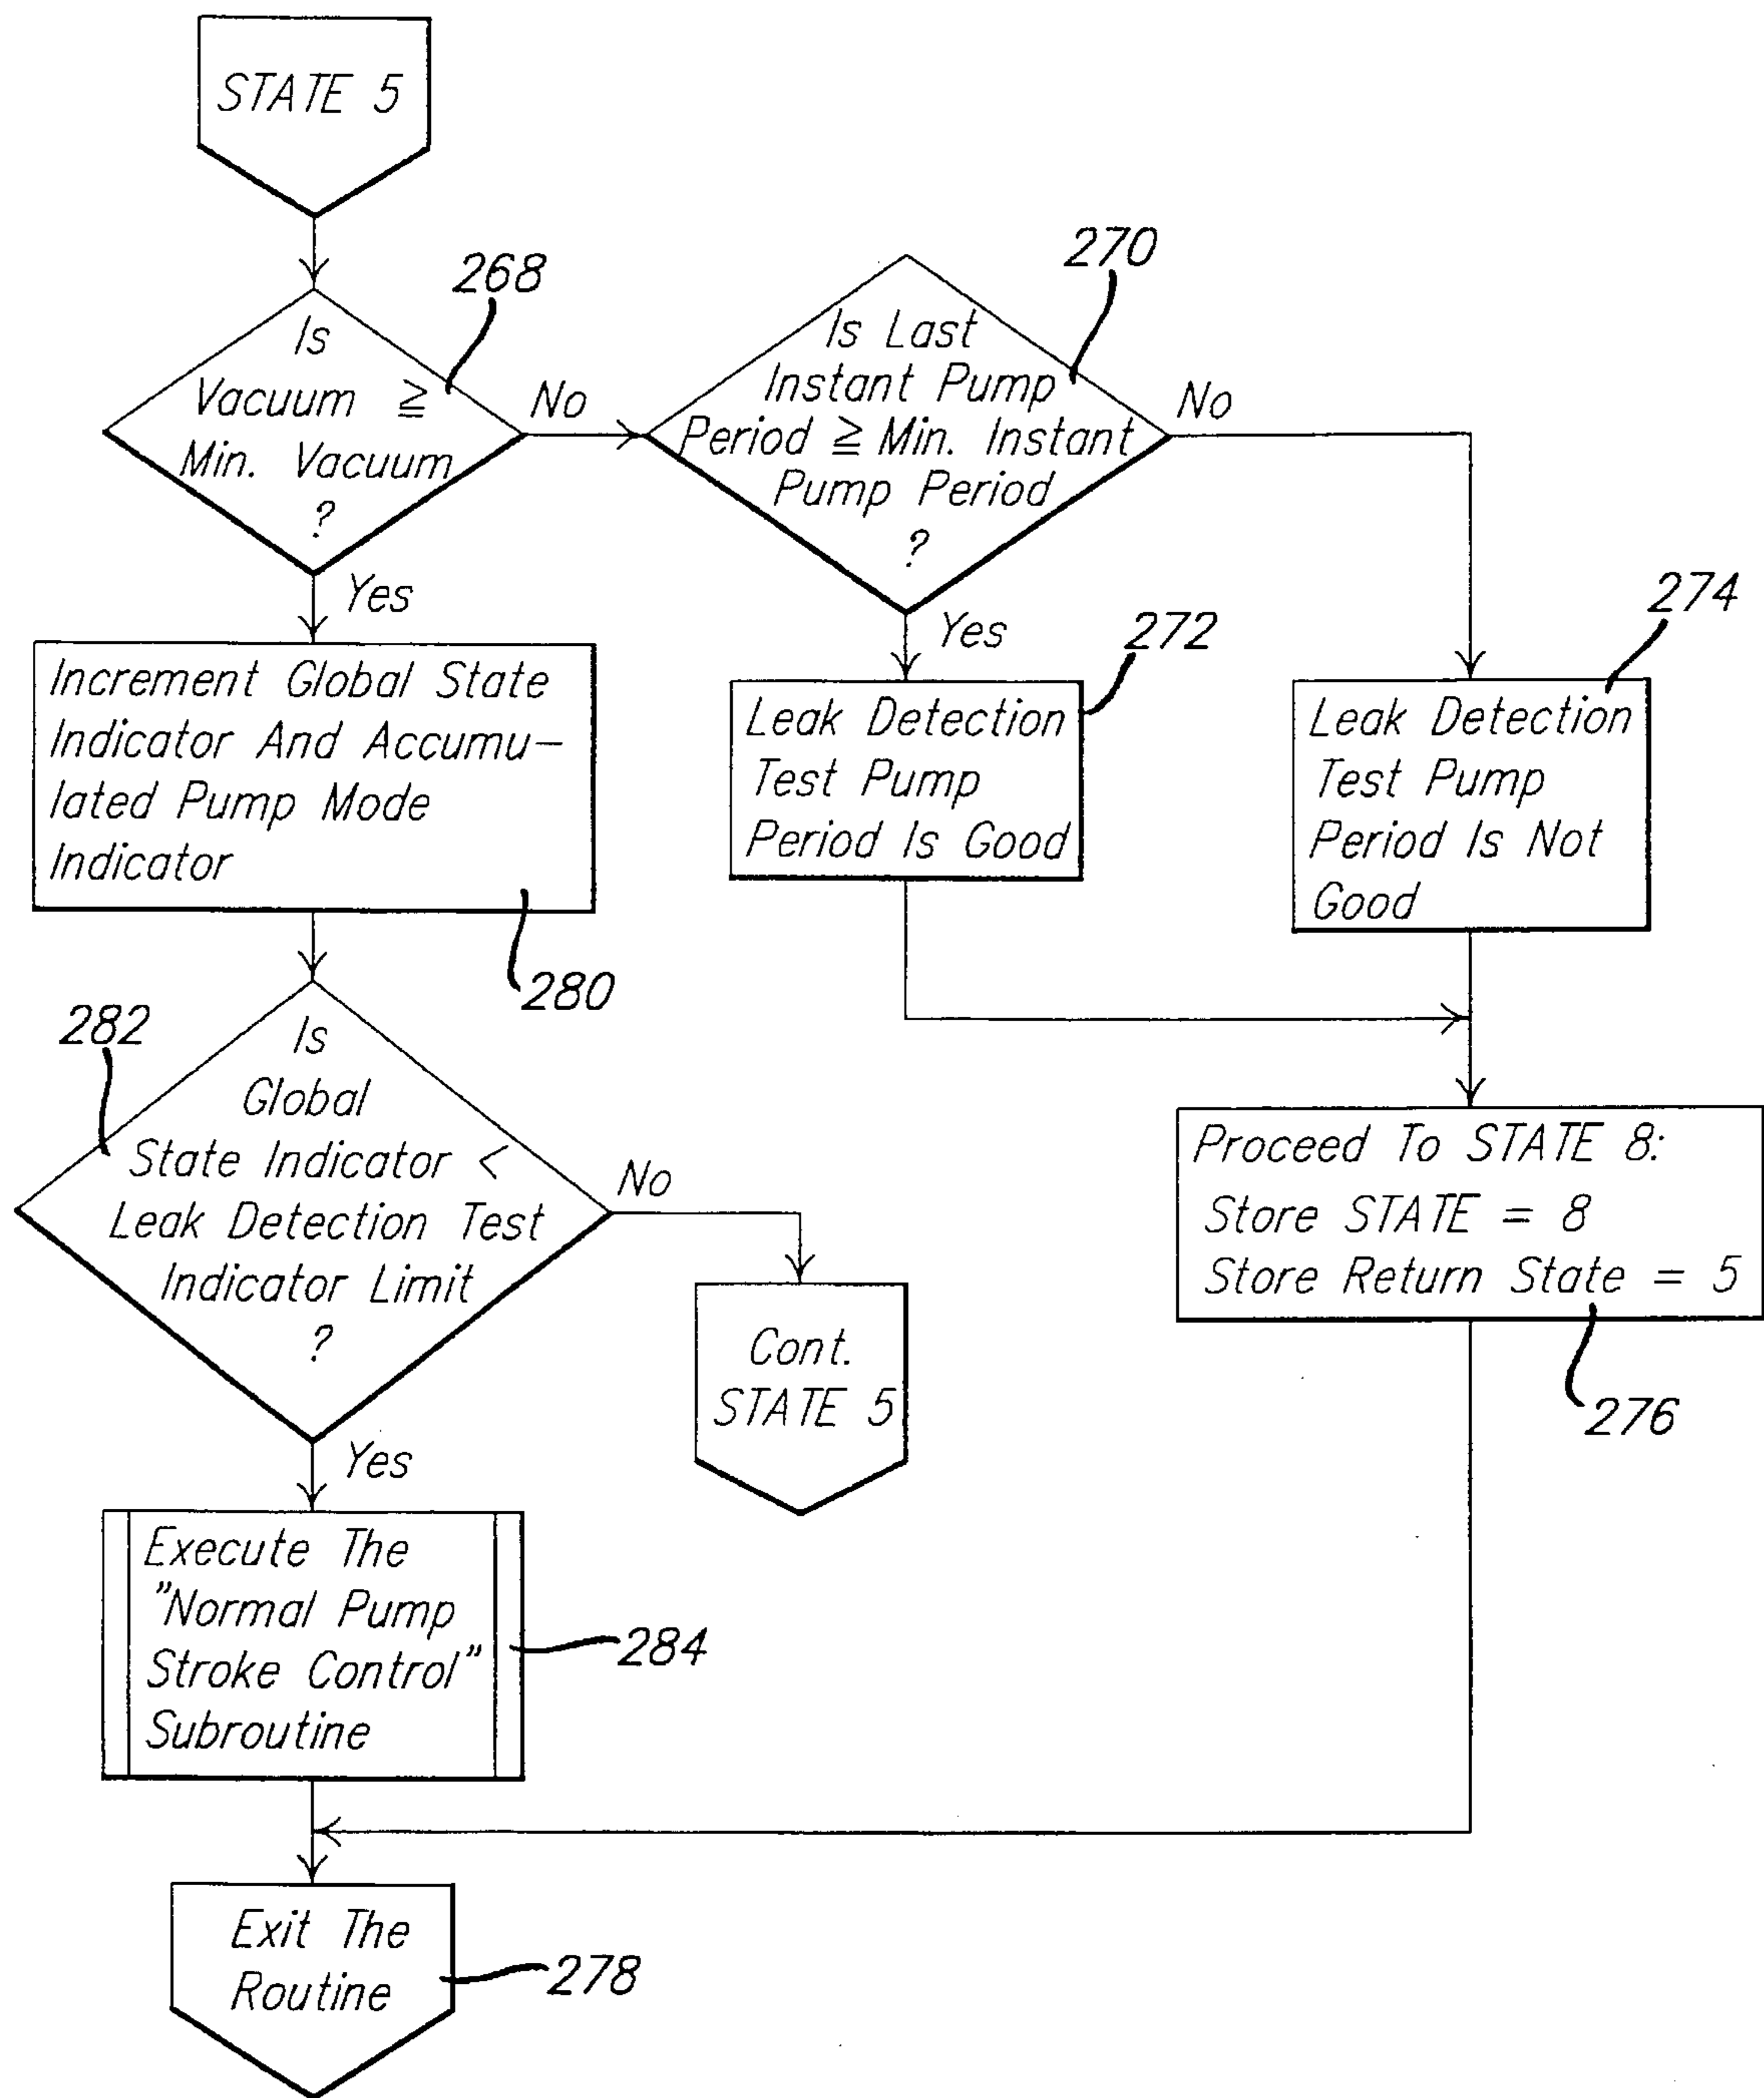 STATE 5
268
Is
Vacuum ≧
Min. Vacuum
?
No
Yes
270
Is Last
Instant Pump
Period ≧ Min. Instant
Pump Period
?
No
Yes
272
Leak Detection
Test Pump
Period Is Good
274
Leak Detection
Test Pump
Period Is Not
Good
Increment Global State
Indicator And Accumu-
lated Pump Mode
Indicator
280
282
Is
Global
State Indicator <
Leak Detection Test
Indicator Limit
?
No
Yes
Cont.
STATE 5
Proceed To STATE 8:
Store STATE = 8
Store Return State = 5
276
Execute The
"Normal Pump
Stroke Control"
Subroutine
284
Exit The
Routine
278